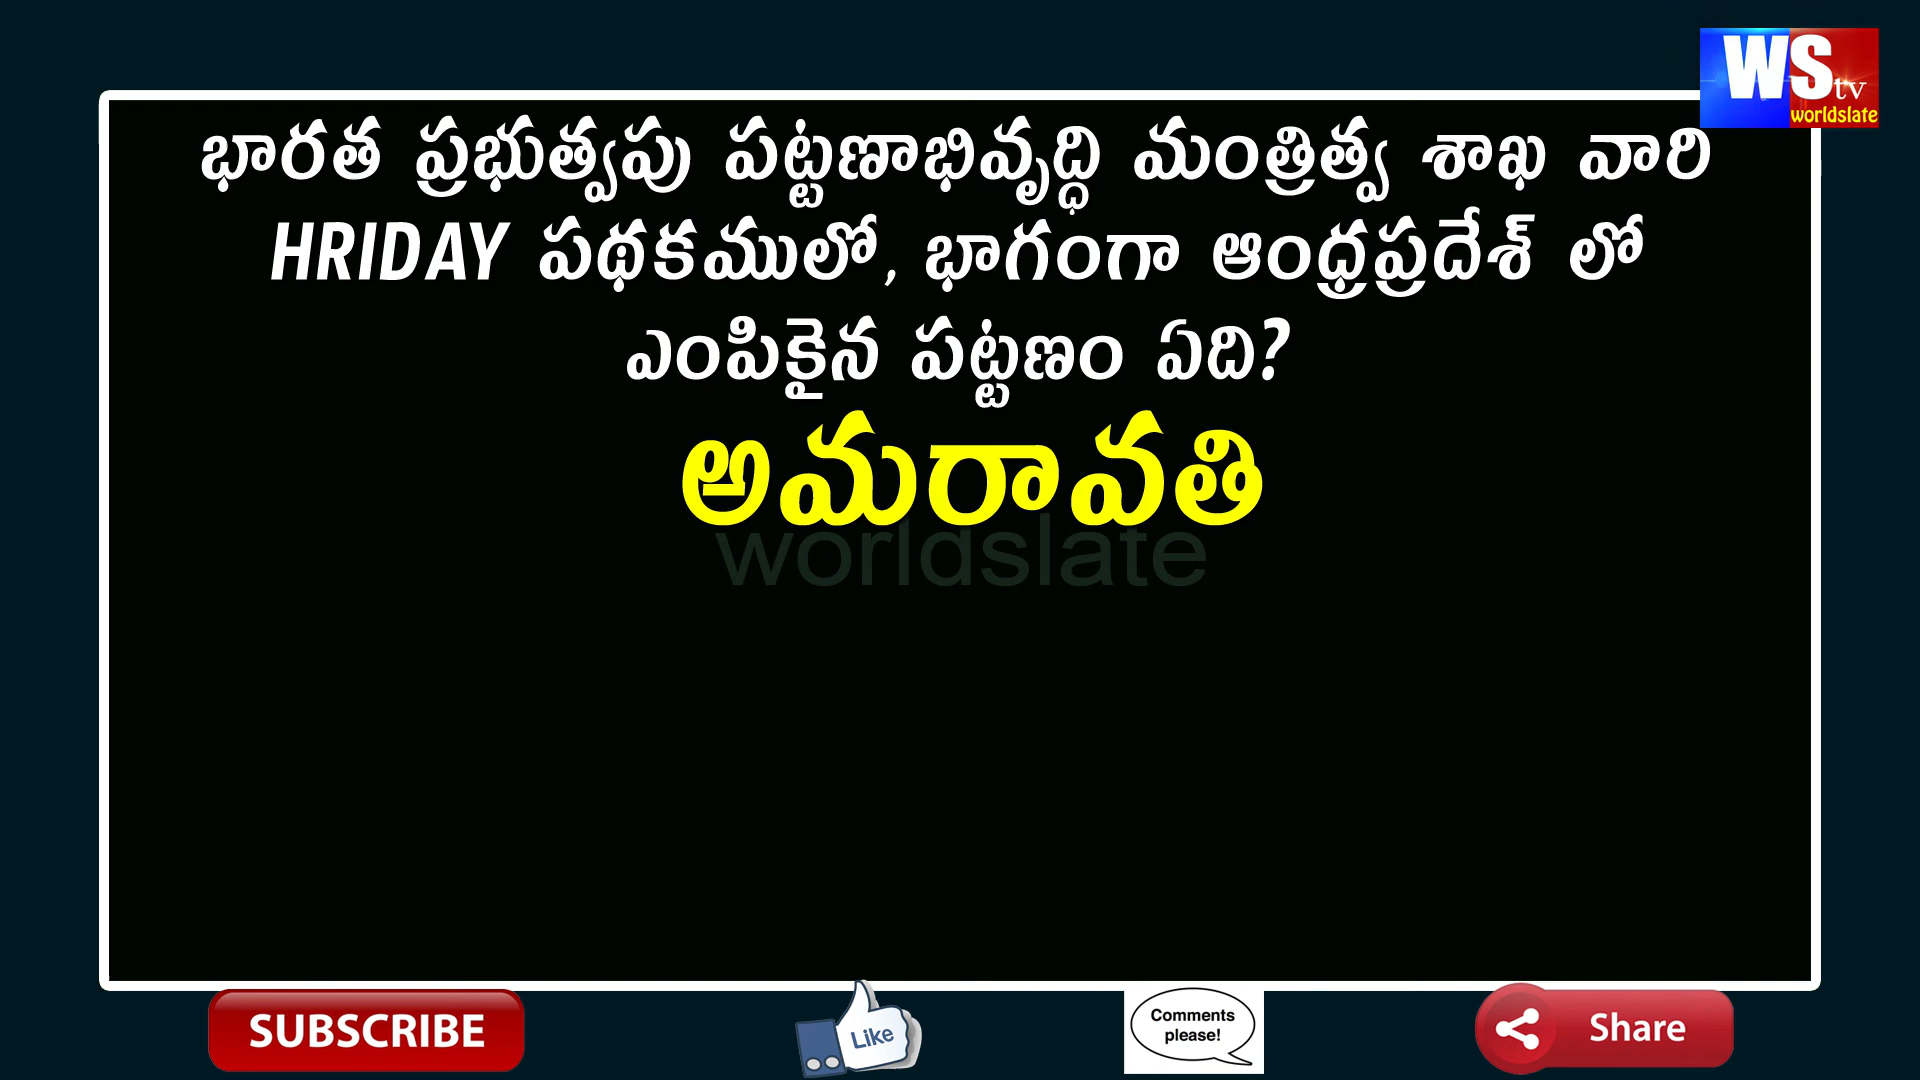 WS tv
worldslate
భారత ప్రభుత్వపు పట్టణాభివృద్ధి మంత్రిత్వ శాఖ వారి
HRIDAY పథకములో, భాగంగా ఆంధ్రప్రదేశ్ లో
ఎంపికైన పట్టణం ఏది?
అమరావతి
worldslate
SUBSCRIBE
Like
Comments
please!
Share